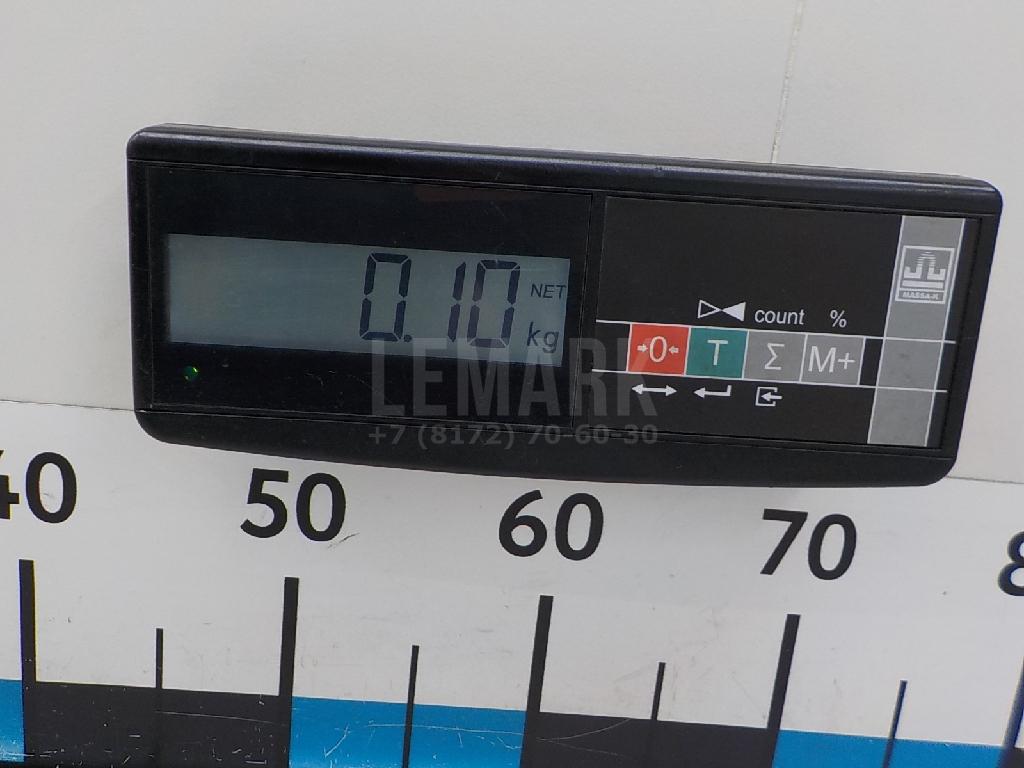 0.10
NET
kg
MASSA-K
count %
→0← T Σ M+
LEMARK
+7 (8172) 70-60-30
40 50 60 70 8